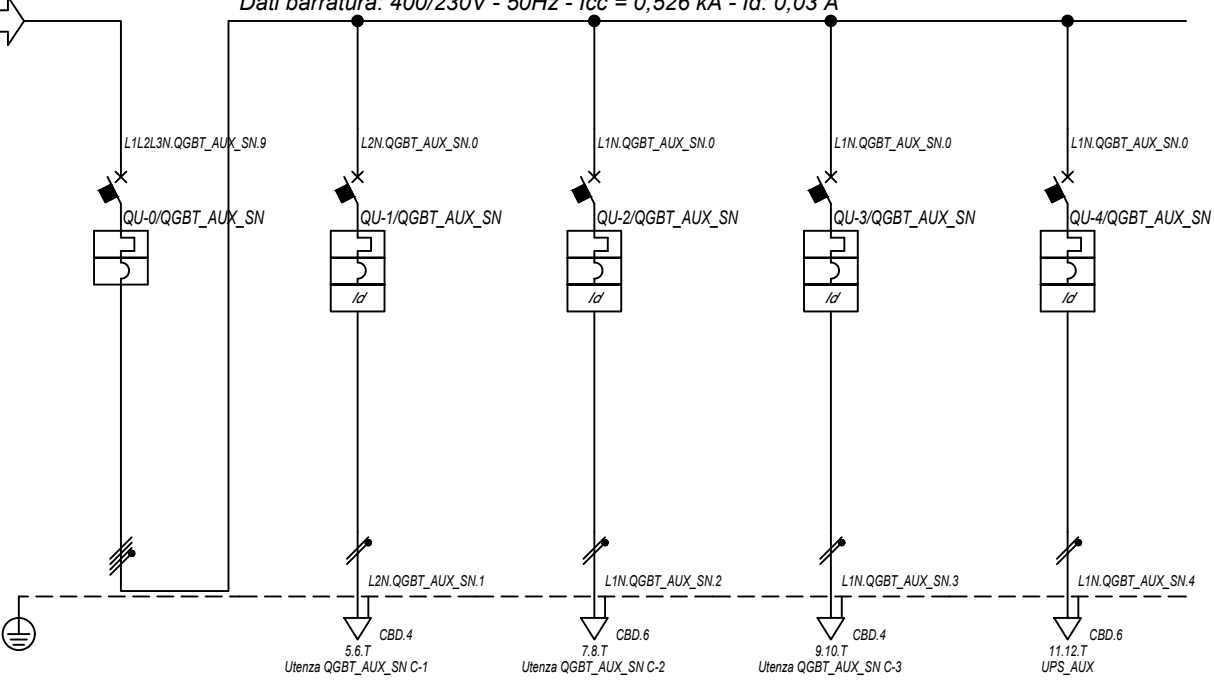 Dati barratura: 400/230V - 50Hz - Icc = 0,526 kA - Id: 0,03 A
L1L2L3N.QGBT_AUX_SN.9
L2N.QGBT_AUX_SN.0
L1N.QGBT_AUX_SN.0
L1N.QGBT_AUX_SN.0
L1N.QGBT_AUX_SN.0
QU-0/QGBT_AUX_SN
QU-1/QGBT_AUX_SN
QU-2/QGBT_AUX_SN
QU-3/QGBT_AUX_SN
QU-4/QGBT_AUX_SN
Id
Id
Id
Id
L2N.QGBT_AUX_SN.1
L1N.QGBT_AUX_SN.2
L1N.QGBT_AUX_SN.3
L1N.QGBT_AUX_SN.4
CBD.4
CBD.6
CBD.4
CBD.6
5.6.T
7.8.T
9.10.T
11.12.T
Utenza QGBT_AUX_SN C-1
Utenza QGBT_AUX_SN C-2
Utenza QGBT_AUX_SN C-3
UPS_AUX